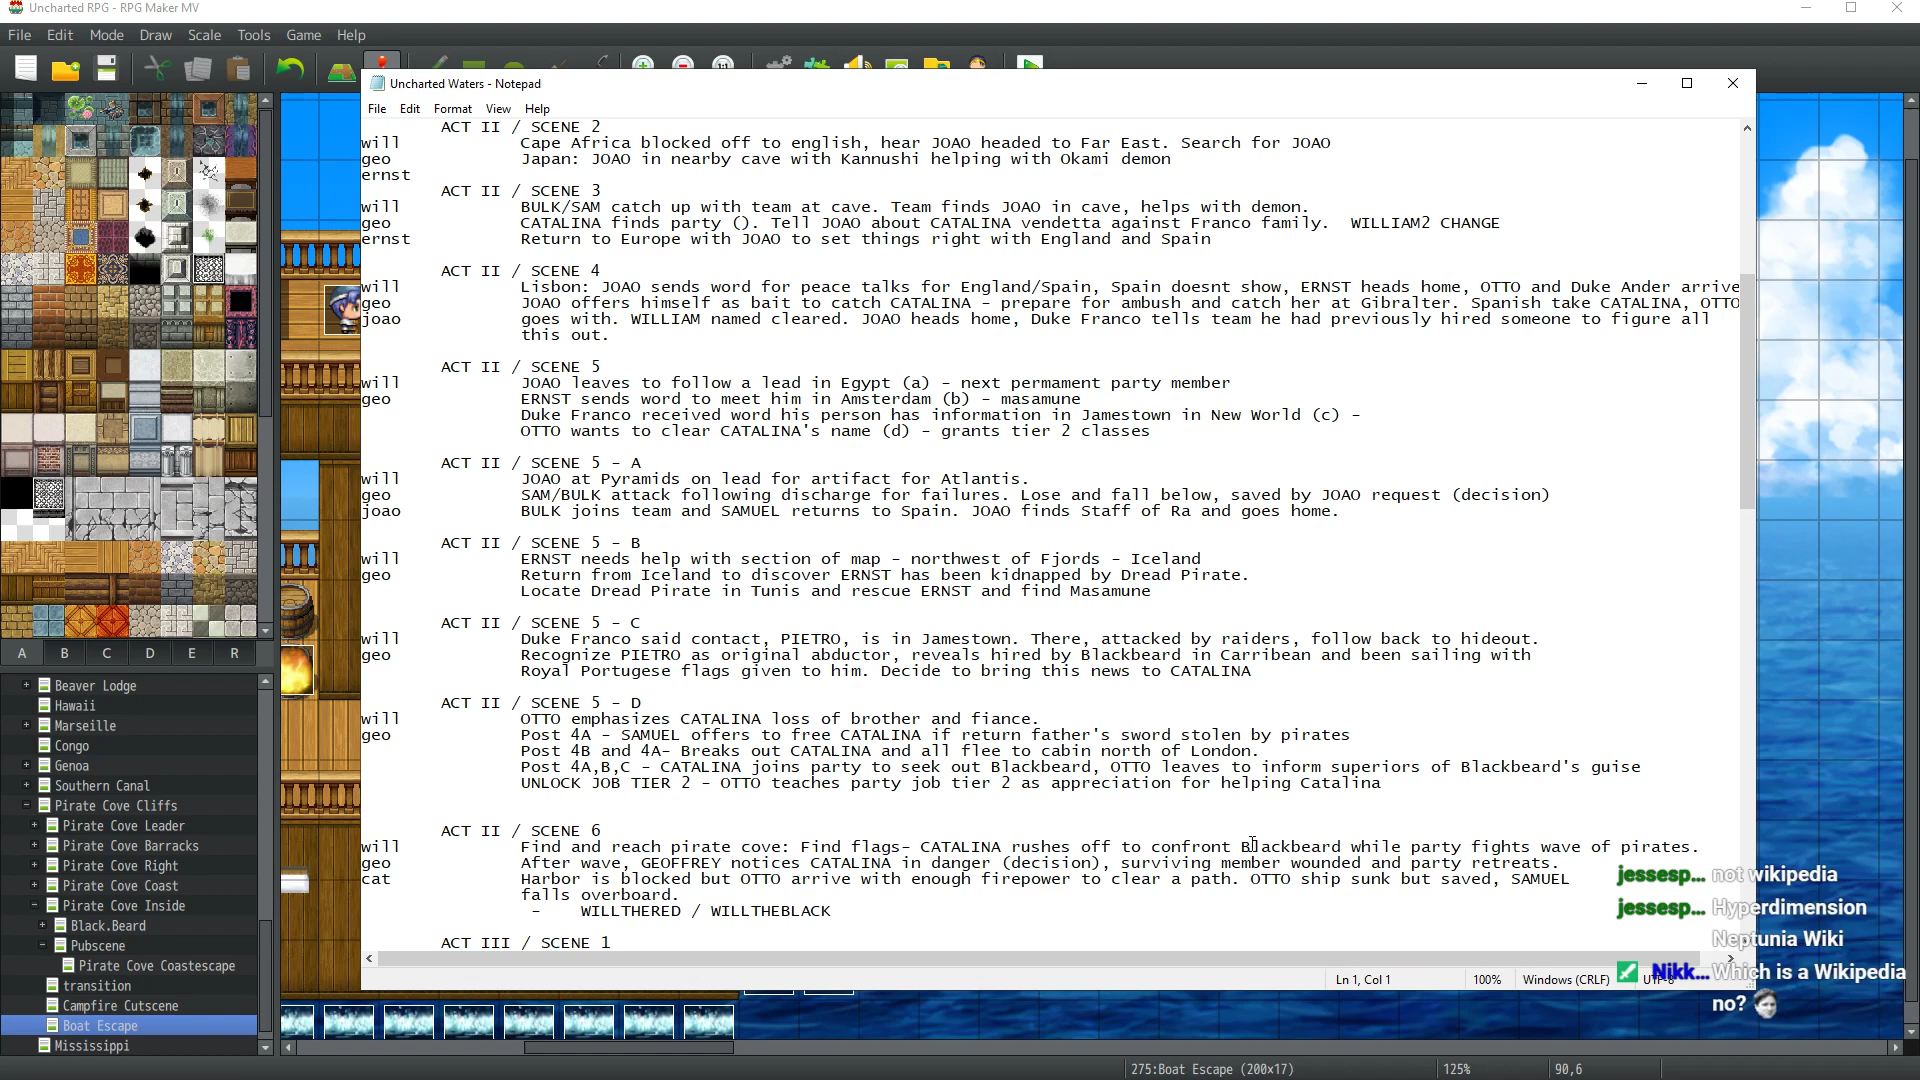 Uncharted RPG - RPG Maker MV
File Edit Mode Draw Scale Tools Game Help
Uncharted Waters - Notepad
File Edit Format View Help
ACT II / SCENE 2
will Cape Africa blocked off to english, hear JOAO headed to Far East. Search for JOAO
geo Japan: JOAO in nearby cave with Kannushi helping with Okami demon
ernst
ACT II / SCENE 3
will BULK/SAM catch up with team at cave. Team finds JOAO in cave, helps with demon.
geo CATALINA finds party (). Tell JOAO about CATALINA vendetta against Franco family. WILLIAM2 CHANGE
ernst Return to Europe with JOAO to set things right with England and Spain
ACT II / SCENE 4
will Lisbon: JOAO sends word for peace talks for England/Spain, Spain doesnt show, ERNST heads home, OTTO and Duke Ander arrive
geo JOAO offers himself as bait to catch CATALINA - prepare for ambush and catch her at Gibralter. Spanish take CATALINA, OTTO
joao goes with. WILLIAM named cleared. JOAO heads home, Duke Franco tells team he had previously hired someone to figure all
this out.
ACT II / SCENE 5
will JOAO leaves to follow a lead in Egypt (a) - next permament party member
geo ERNST sends word to meet him in Amsterdam (b) - masamune
Duke Franco received word his person has information in Jamestown in New World (c) -
OTTO wants to clear CATALINA's name (d) - grants tier 2 classes
ACT II / SCENE 5 - A
will JOAO at Pyramids on lead for artifact for Atlantis.
geo SAM/BULK attack following discharge for failures. Lose and fall below, saved by JOAO request (decision)
joao BULK joins team and SAMUEL returns to Spain. JOAO finds Staff of Ra and goes home.
ACT II / SCENE 5 - B
will ERNST needs help with section of map - northwest of Fjords - Iceland
geo Return from Iceland to discover ERNST has been kidnapped by Dread Pirate.
Locate Dread Pirate in Tunis and rescue ERNST and find Masamune
ACT II / SCENE 5 - C
will Duke Franco said contact, PIETRO, is in Jamestown. There, attacked by raiders, follow back to hideout.
geo Recognize PIETRO as original abductor, reveals hired by Blackbeard in Carribean and been sailing with
Royal Portugese flags given to him. Decide to bring this news to CATALINA
ACT II / SCENE 5 - D
will OTTO emphasizes CATALINA loss of brother and fiance.
geo Post 4A - SAMUEL offers to free CATALINA if return father's sword stolen by pirates
Post 4B and 4A- Breaks out CATALINA and all flee to cabin north of London.
Post 4A,B,C - CATALINA joins party to seek out Blackbeard, OTTO leaves to inform superiors of Blackbeard's guise
UNLOCK JOB TIER 2 - OTTO teaches party job tier 2 as appreciation for helping Catalina
ACT II / SCENE 6
will Find and reach pirate cove: Find flags- CATALINA rushes off to confront Blackbeard while party fights wave of pirates.
geo After wave, GEOFFREY notices CATALINA in danger (decision), surviving member wounded and party retreats.
cat Harbor is blocked but OTTO arrive with enough firepower to clear a path. OTTO ship sunk but saved, SAMUEL
falls overboard.
- WILLTHERED / WILLTHEBLACK
ACT III / SCENE 1
Ln 1, Col 1 100% Windows (CRLF) UTF-8
A B C D E R
Beaver Lodge
Hawaii
Marseille
Congo
Genoa
Southern Canal
Pirate Cove Cliffs
Pirate Cove Leader
Pirate Cove Barracks
Pirate Cove Right
Pirate Cove Coast
Pirate Cove Inside
Black.Beard
Pubscene
Pirate Cove Coastescape
transition
Campfire Cutscene
Boat Escape
Mississippi
jessesp... not wikipedia
jessesp... Hyperdimension
Neptunia Wiki
Nikk... Which is a Wikipedia
no?
275:Boat Escape (200×17) 125% 90,6